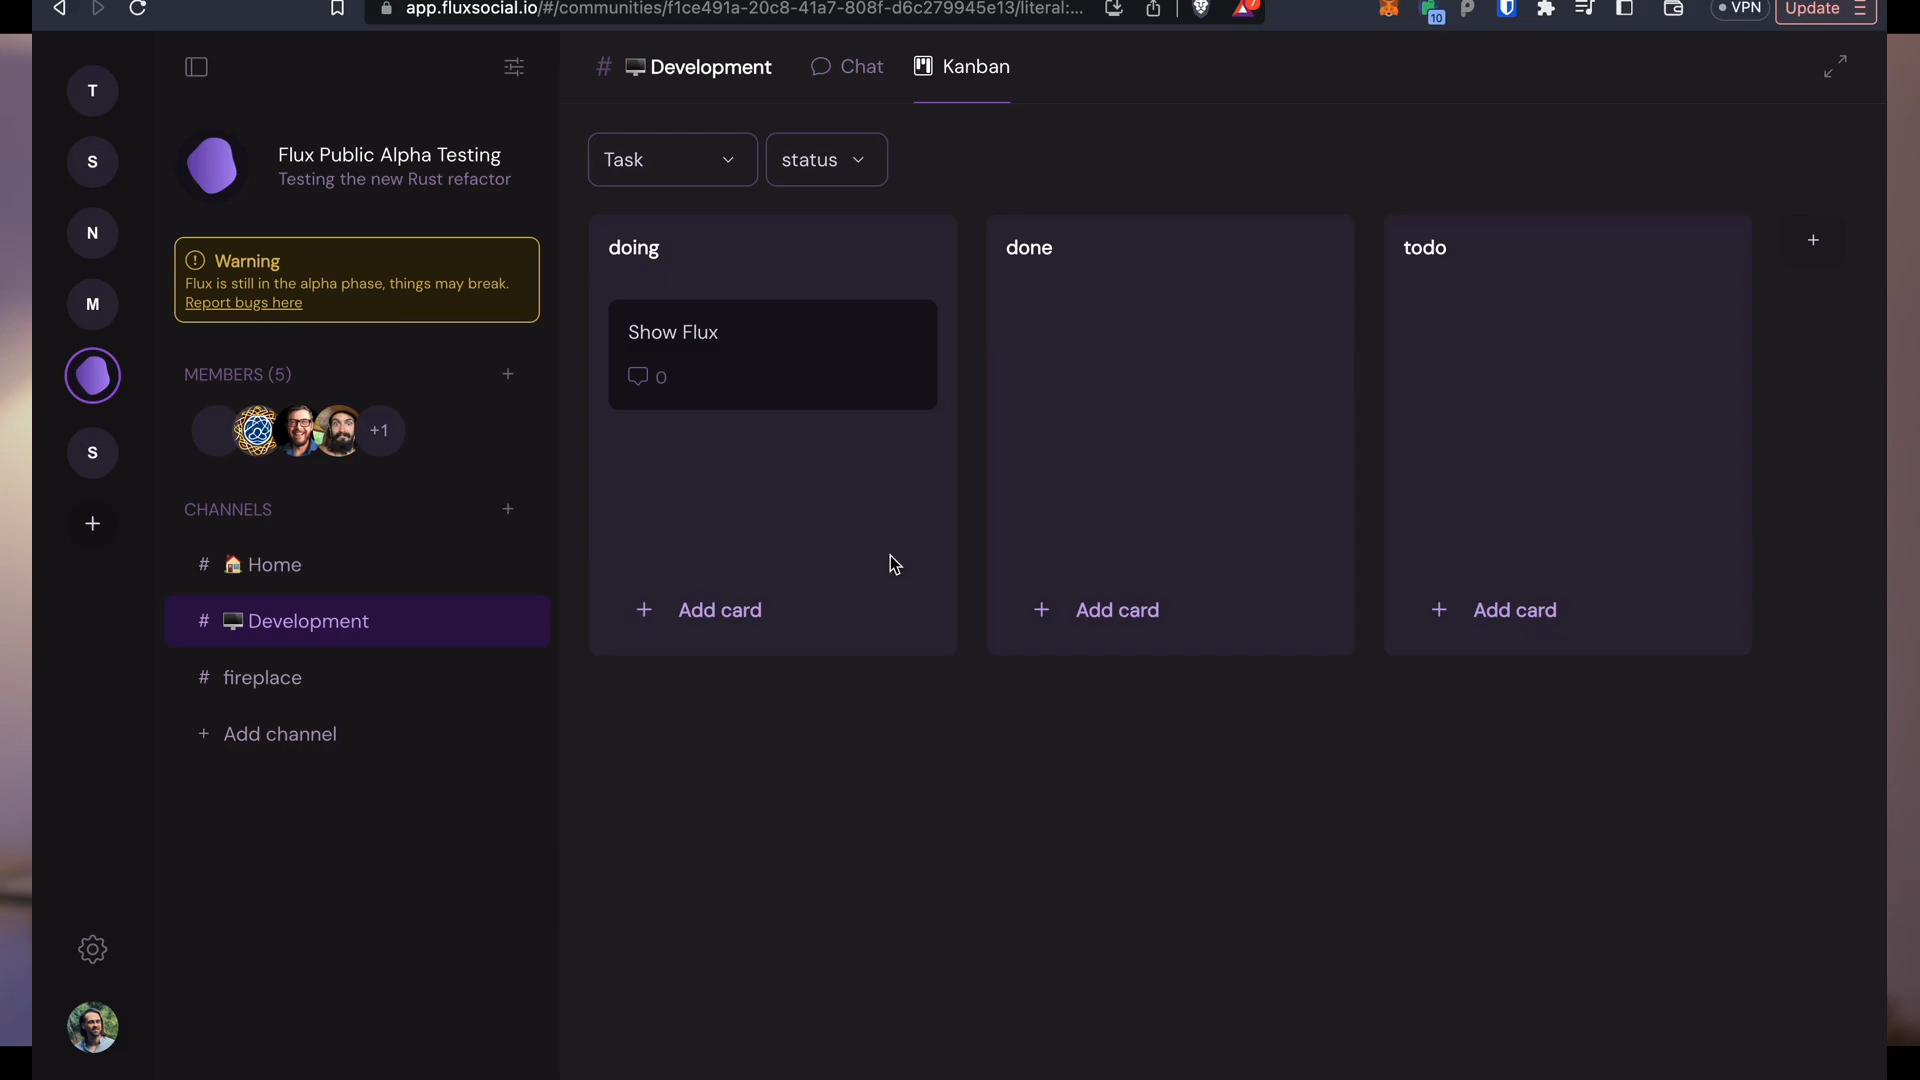 app.fluxsocial.io/#/communities/f1ce491a-20c8-41a7-808f-d6c279945e13/literal:...
7
10
VPN
Update
T
S
N
M
S
Flux Public Alpha Testing
Testing the new Rust refactor
Warning
Flux is still in the alpha phase, things may break.
Report bugs here
MEMBERS (5)
+1
CHANNELS
# 🏠 Home
# 🖥️ Development
# fireplace
+ Add channel
# 🖥️ Development
Chat
Kanban
Task
status
doing
Show Flux
0
+ Add card
done
+ Add card
todo
+ Add card